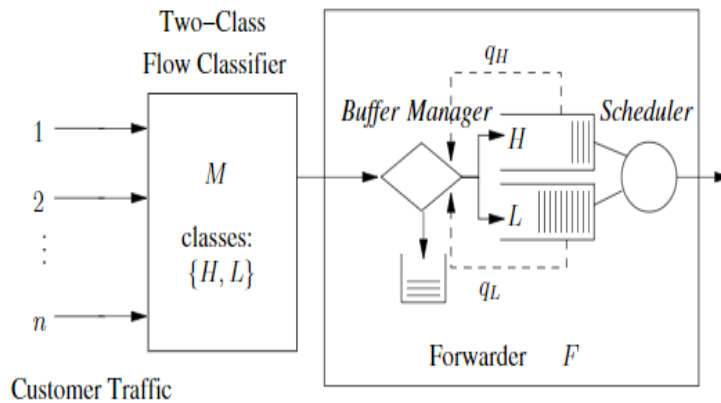 Two–Class
Flow Classifier
1
2
⋮
n
M
classes:
{H, L}
Customer Traffic
q_H
Buffer Manager
Scheduler
H
L
q_L
Forwarder F